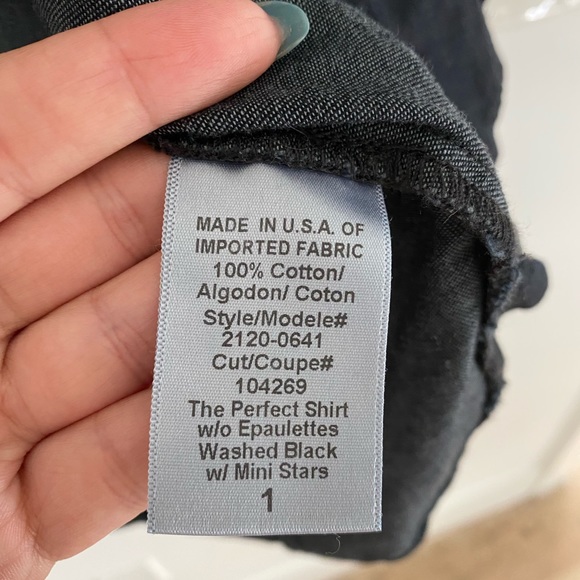 MADE IN U.S.A. OF
IMPORTED FABRIC
100% Cotton/
Algodon/ Coton
Style/Modele#
2120-0641
Cut/Coupe#
104269
The Perfect Shirt
w/o Epaulettes
Washed Black
w/ Mini Stars
1